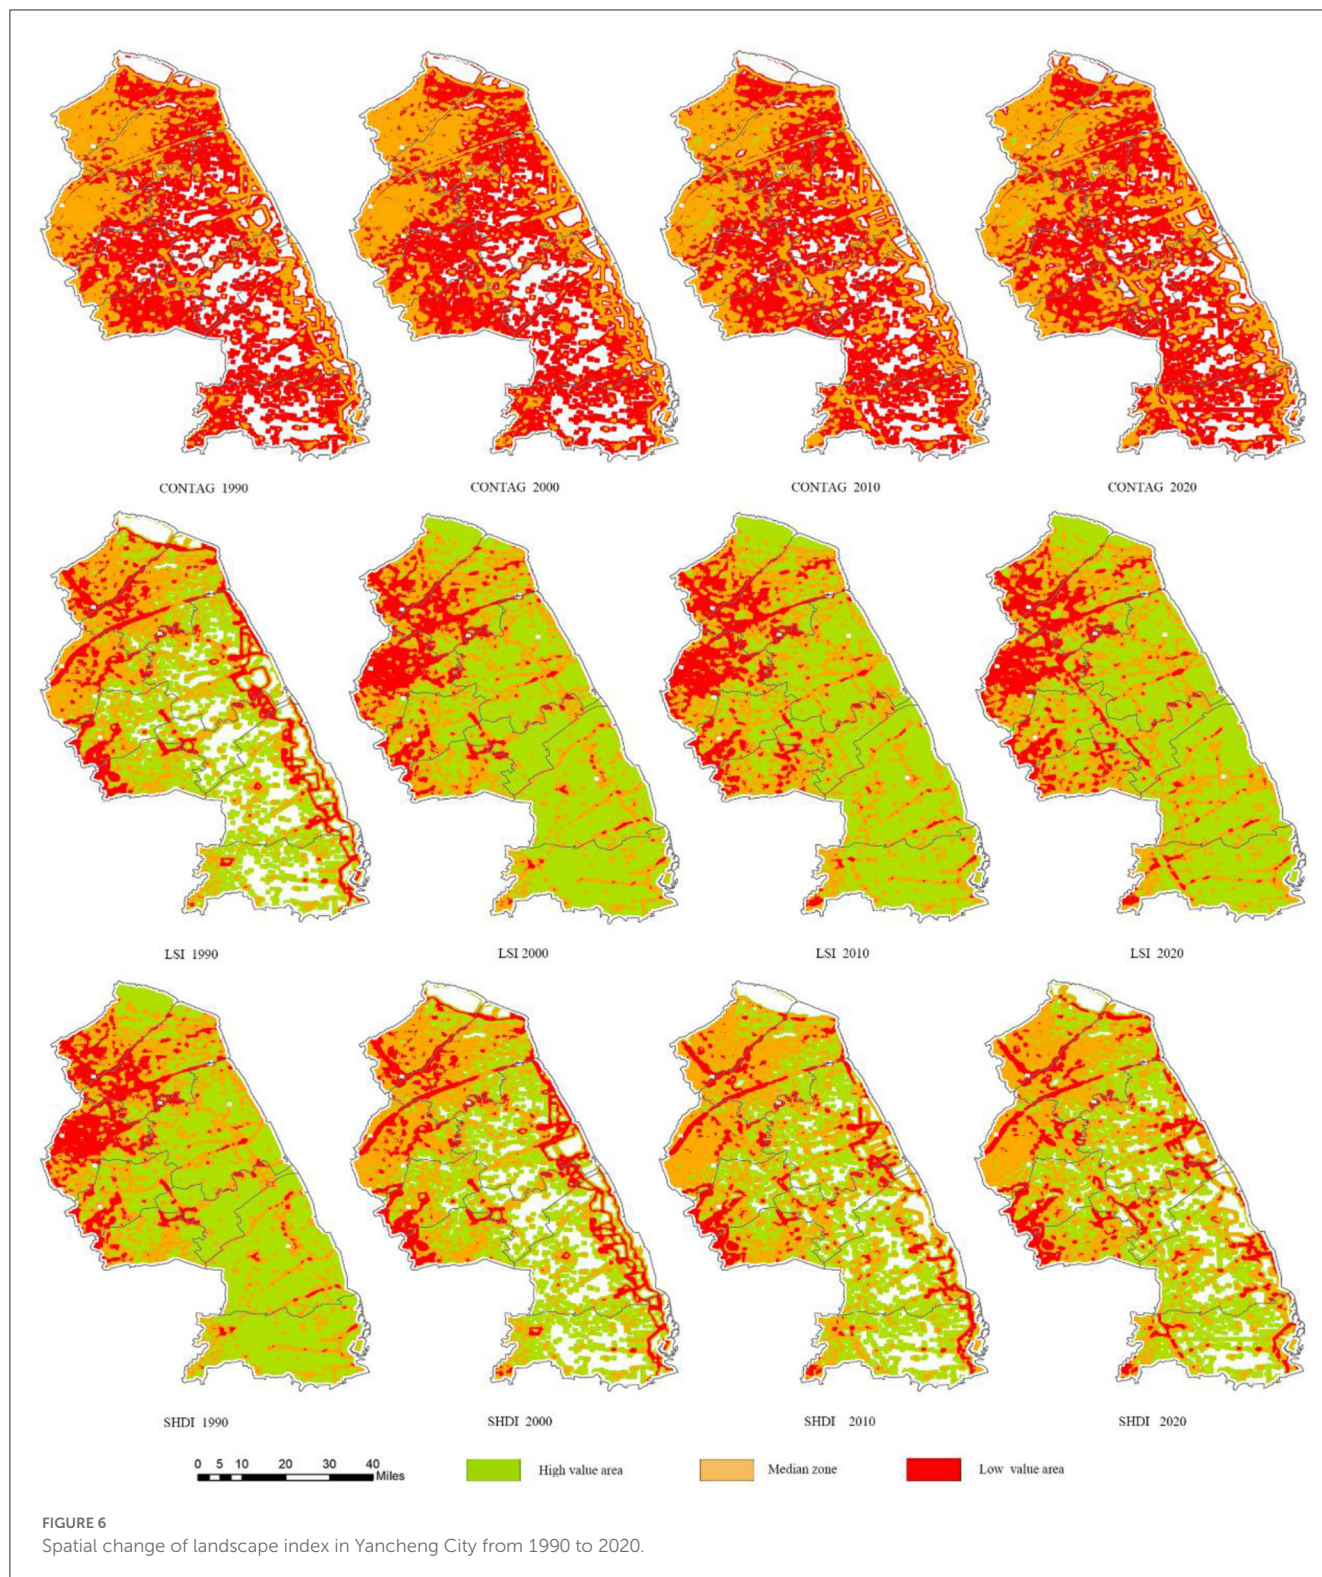 CONTAG 1990 CONTAG 2000 CONTAG 2010 CONTAG 2020
LSI 1990 LSI 2000 LSI 2010 LSI 2020
SHDI 1990 SHDI 2000 SHDI 2010 SHDI 2020
0 5 10 20 30 40 Miles High value area Median zone Low value area
FIGURE 6
Spatial change of landscape index in Yancheng City from 1990 to 2020.